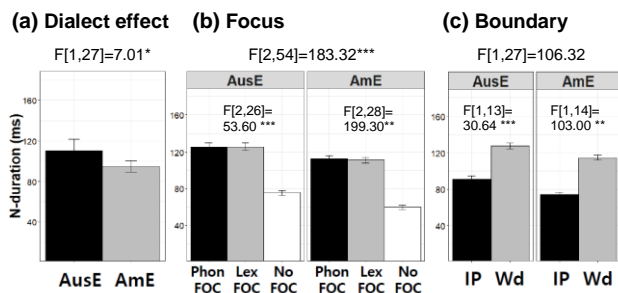 (a) Dialect effect
F[1,27]=7.01*
N-duration (ms)
160
120
80
40
AusE AmE
(b) Focus
F[2,54]=183.32***
AusE AmE
F[2,26]=
53.60 ***
F[2,28]=
199.30**
160
120
80
40
Phon Lex No Phon Lex No
FOC FOC FOC FOC FOC FOC
(c) Boundary
F[1,27]=106.32
AusE AmE
F[1,13]=
30.64 ***
F[1,14]=
103.00 **
160
120
80
40
IP Wd IP Wd